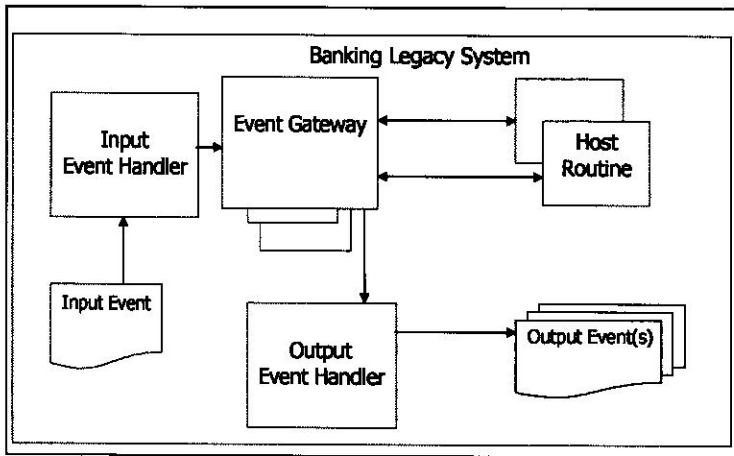 Banking Legacy System
Input
Event Handler
Event Gateway
Host
Routine
Input Event
Output
Event Handler
Output Event(s)